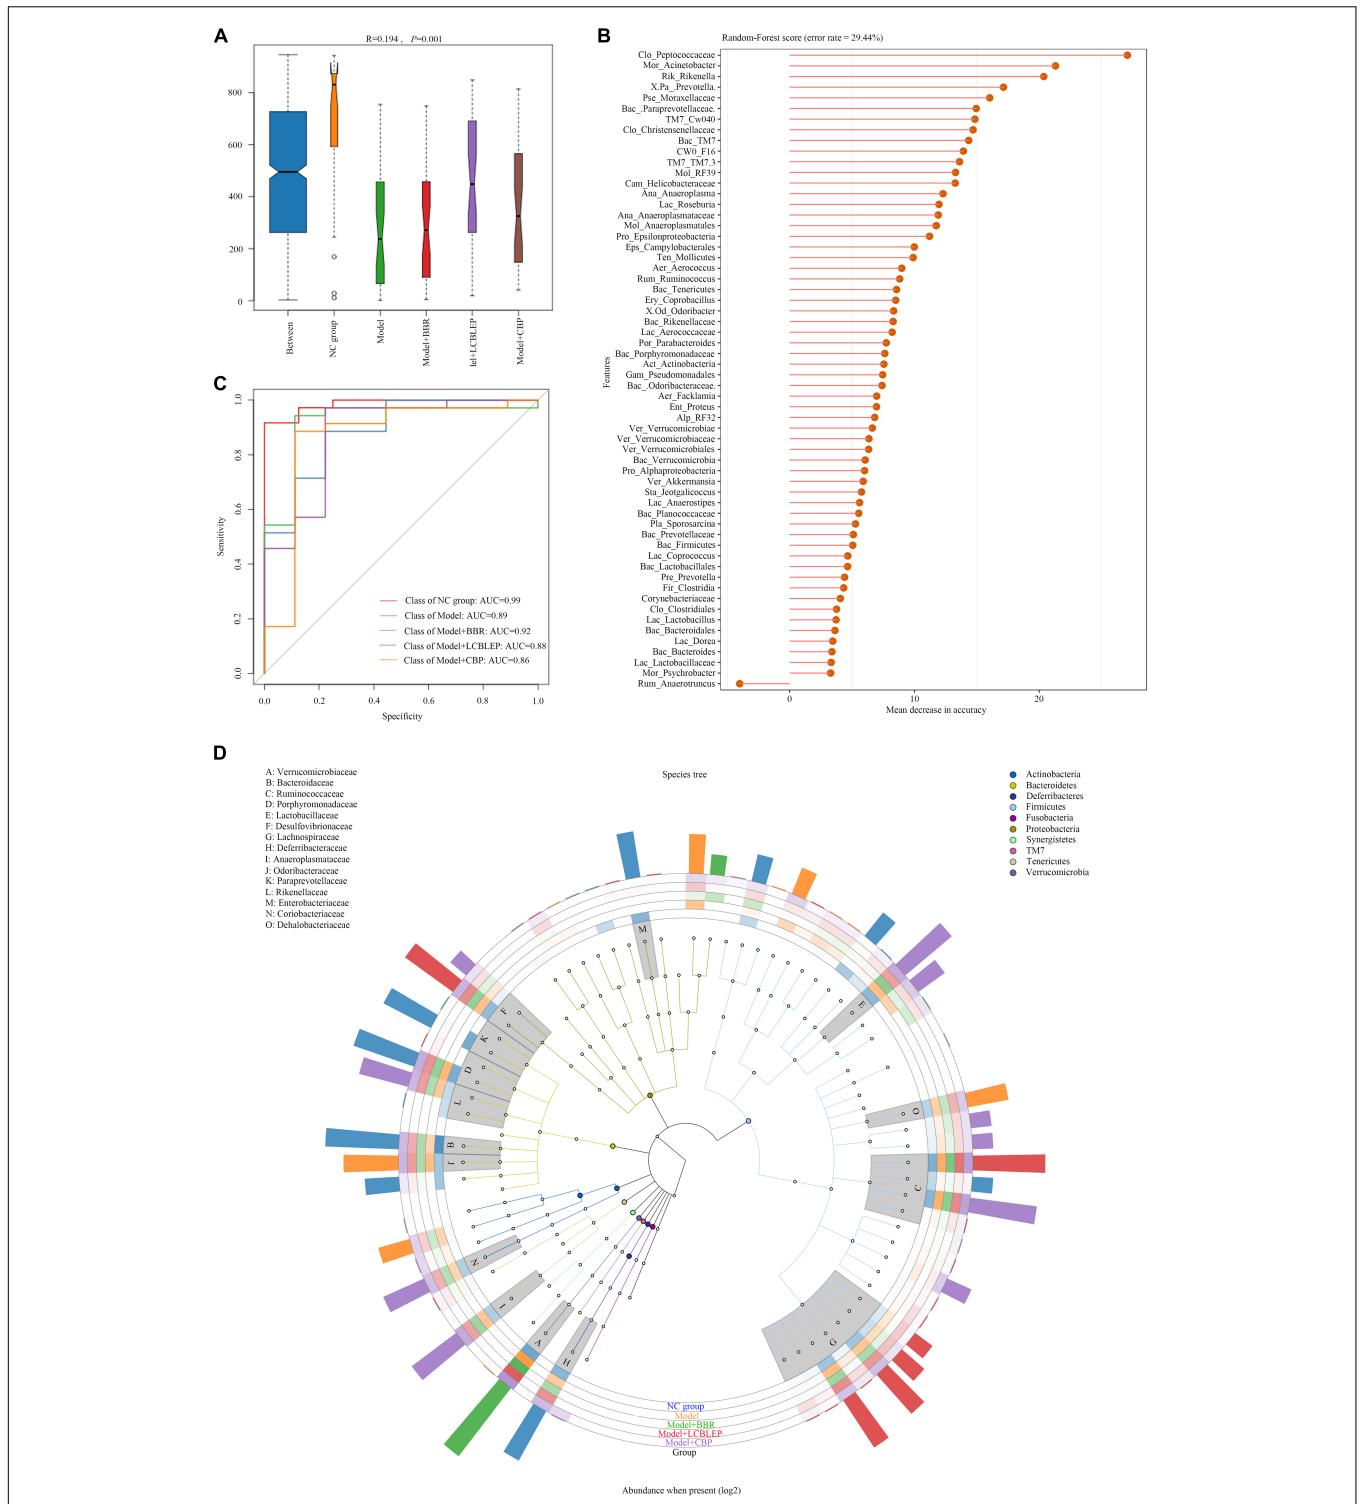 A
R=0.194 , P=0.001
800
600
400
200
0
Between
NC group
Model
Model+BBR
lel+LCBLEP
Model+CBP
B
Random-Forest score (error rate = 29.44%)
Features
Clo_Peptococcaceae
Mor_Acinetobacter
Rik_Rikenella
X.Pa_.Prevotella.
Pse_Moraxellaceae
Bac_.Paraprevotellaceae.
TM7_Cw040
Clo_Christensenellaceae
Bac_TM7
CW0_F16
TM7_TM7.3
Mol_RF39
Cam_Helicobacteraceae
Ana_Anaeroplasma
Lac_Roseburia
Ana_Anaeroplasmataceae
Mol_Anaeroplasmatales
Pro_Epsilonproteobacteria
Eps_Campylobacterales
Ten_Mollicutes
Aer_Aerococcus
Rum_Ruminococcus
Bac_Tenericutes
Ery_Coprobacillus
X.Od_Odoribacter
Bac_Rikenellaceae
Lac_Aerococcaceae
Por_Parabacteroides
Bac_Porphyromonadaceae
Act_Actinobacteria
Gam_Pseudomonadales
Bac_.Odoribacteraceae.
Aer_Facklamia
Ent_Proteus
Alp_RF32
Ver_Verrucomicrobiae
Ver_Verrucomicrobiaceae
Ver_Verrucomicrobiales
Bac_Verrucomicrobia
Pro_Alphaproteobacteria
Ver_Akkermansia
Sta_Jeotgalicoccus
Lac_Anaerostipes
Bac_Planococcaceae
Pla_Sporosarcina
Bac_Prevotellaceae
Bac_Firmicutes
Lac_Coprococcus
Bac_Lactobacillales
Pre_Prevotella
Fir_Clostridia
Corynebacteriaceae
Clo_Clostridiales
Lac_Lactobacillus
Bac_Bacteroidales
Lac_Dorea
Bac_Bacteroides
Lac_Lactobacillaceae
Mor_Psychrobacter
Rum_Anaerotruncus
0 10 20
Mean decrease in accuracy
C
Sensitivity
1.0
0.8
0.6
0.4
0.2
0.0
Class of NC group: AUC=0.99
Class of Model: AUC=0.89
Class of Model+BBR: AUC=0.92
Class of Model+LCBLEP: AUC=0.88
Class of Model+CBP: AUC=0.86
0.0 0.2 0.4 0.6 0.8 1.0
Specificity
D
A: Verrucomicrobiaceae
B: Bacteroidaceae
C: Ruminococcaceae
D: Porphyromonadaceae
E: Lactobacillaceae
F: Desulfovibrionaceae
G: Lachnospiraceae
H: Deferribacteraceae
I: Anaeroplasmataceae
J: Odoribacteraceae
K: Paraprevotellaceae
L: Rikenellaceae
M: Enterobacteriaceae
N: Coriobacteriaceae
O: Dehalobacteriaceae
Species tree
Actinobacteria
Bacteroidetes
Deferribacteres
Firmicutes
Fusobacteria
Proteobacteria
Synergistetes
TM7
Tenericutes
Verrucomicrobia
M
F
E
K
D
L
O
B
J
C
N
I
A
H
G
NC group
Model
Model+BBR
Model+LCBLEP
Model+CBP
Group
Abundance when present (log2)